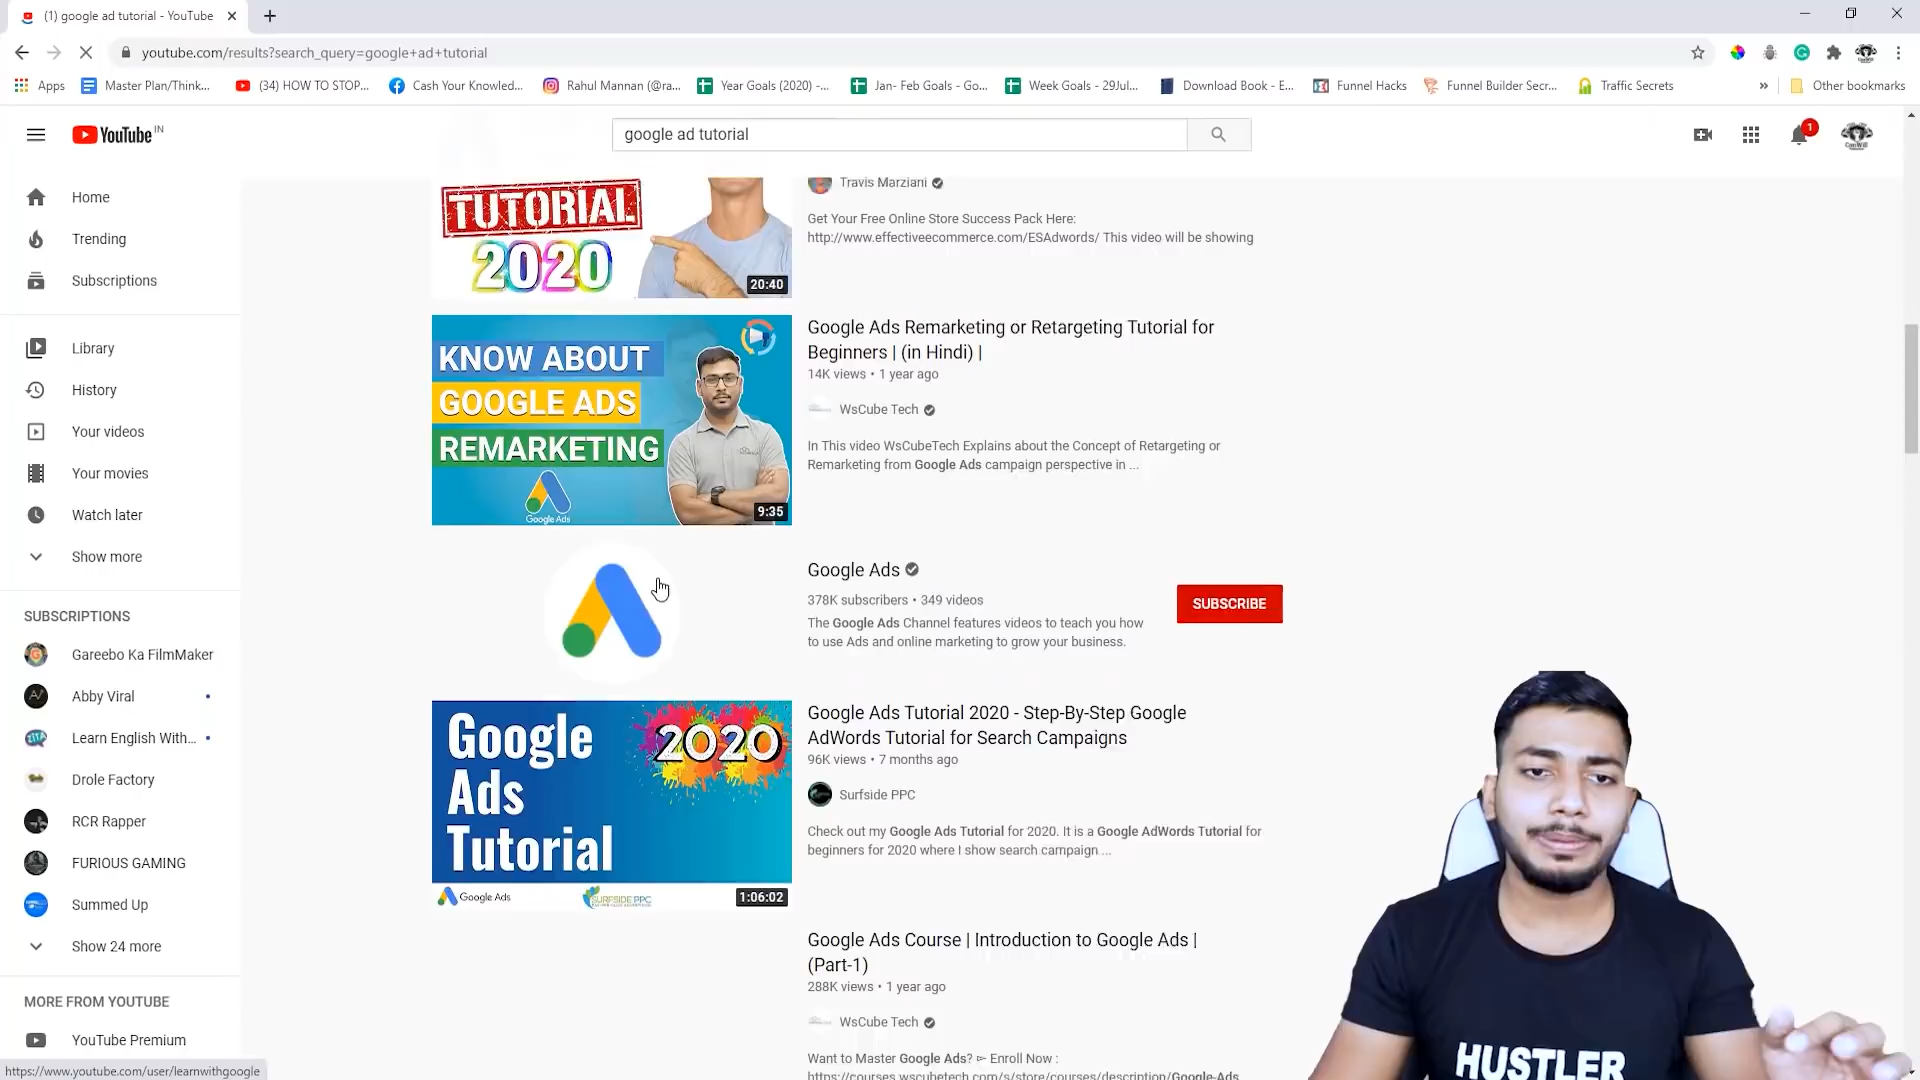 (1) google ad tutorial - YouTube
youtube.com/results?search_query=google+ad+tutorial
Apps
Master Plan/Think...
(34) HOW TO STOP...
Cash Your Knowled...
Rahul Mannan (@ra...
Year Goals (2020) -...
Jan- Feb Goals - Go...
Week Goals - 29Jul...
Download Book - E...
Funnel Hacks
Funnel Builder Secr...
Traffic Secrets
»
Other bookmarks
YouTube IN
google ad tutorial
1
Home
Trending
Subscriptions
Library
History
Your videos
Your movies
Watch later
Show more
SUBSCRIPTIONS
Gareebo Ka FilmMaker
Abby Viral
Learn English With...
Drole Factory
RCR Rapper
FURIOUS GAMING
Summed Up
Show 24 more
MORE FROM YOUTUBE
YouTube Premium
https://www.youtube.com/user/learnwithgoogle
TUTORIAL
2020
20:40
Travis Marziani
Get Your Free Online Store Success Pack Here:
http://www.effectiveecommerce.com/ESAdwords/ This video will be showing
KNOW ABOUT
GOOGLE ADS
REMARKETING
Google Ads
9:35
Google Ads Remarketing or Retargeting Tutorial for
Beginners | (in Hindi) |
14K views • 1 year ago
WsCube Tech
In This video WsCubeTech Explains about the Concept of Retargeting or
Remarketing from Google Ads campaign perspective in ...
Google Ads
378K subscribers • 349 videos
The Google Ads Channel features videos to teach you how
to use Ads and online marketing to grow your business.
SUBSCRIBE
Google
Ads
Tutorial
2020
Google Ads
SURFSIDE PPC
1:06:02
Google Ads Tutorial 2020 - Step-By-Step Google
AdWords Tutorial for Search Campaigns
96K views • 7 months ago
Surfside PPC
Check out my Google Ads Tutorial for 2020. It is a Google AdWords Tutorial for
beginners for 2020 where I show search campaign ...
Google Ads Course | Introduction to Google Ads |
(Part-1)
288K views • 1 year ago
WsCube Tech
Want to Master Google Ads? ➢ Enroll Now :
https://courses.wscubetech.com/s/store/courses/description/Google-Ads
HUSTLER